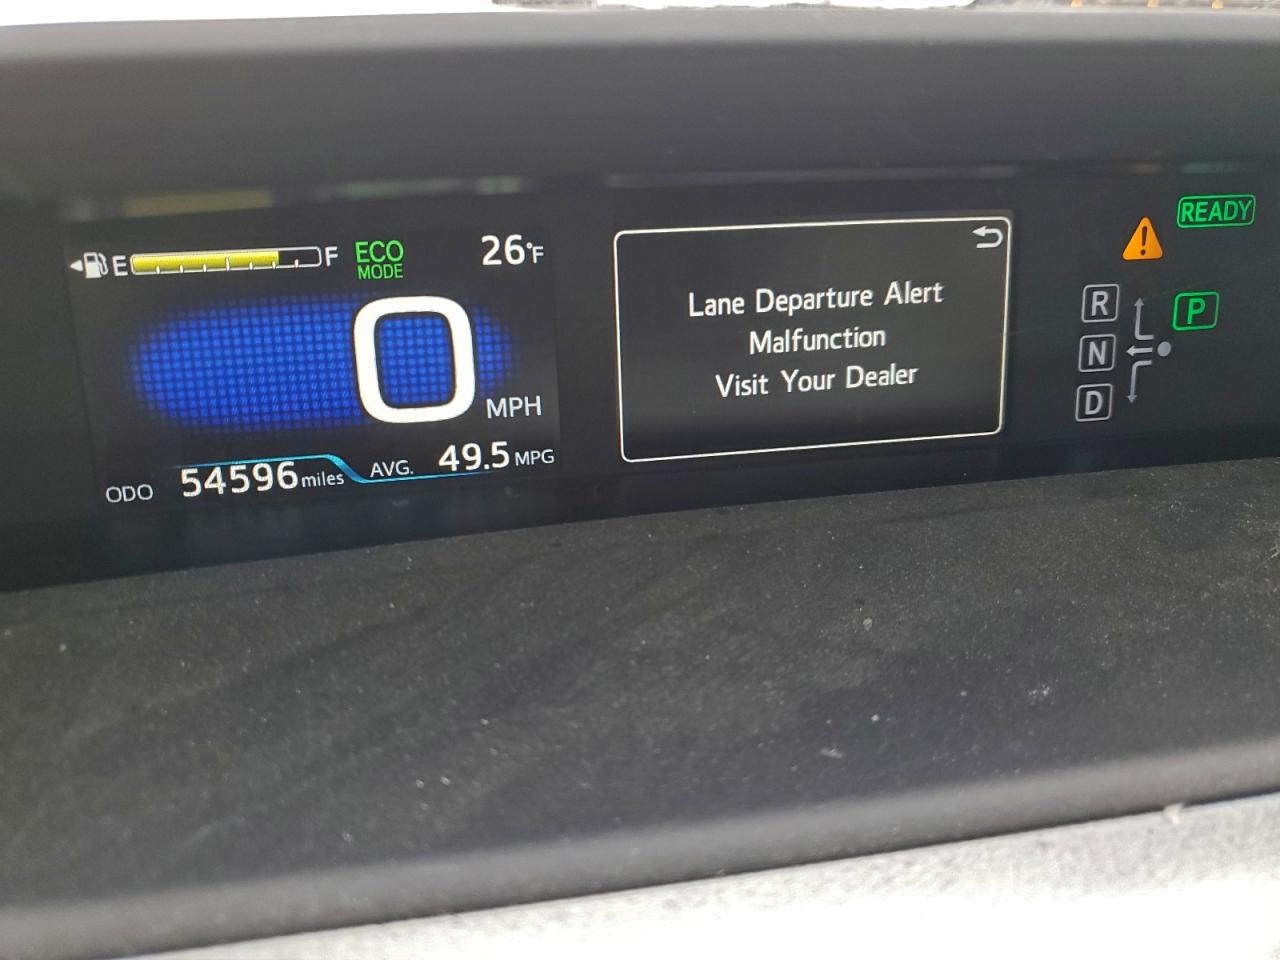 E F ECO
MODE
26°F
0 MPH
ODO 54596 miles AVG. 49.5 MPG
Lane Departure Alert
Malfunction
Visit Your Dealer
!
READY
R
P
N
D